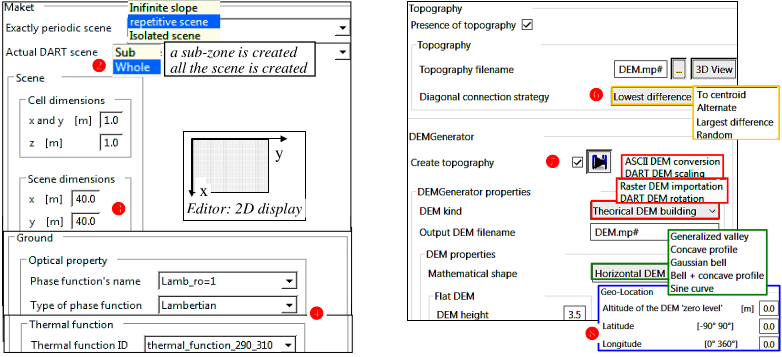 Maket
Inifinite slope
Exactly periodic scene
repetitive scene
Isolated scene
Actual DART scene
Sub
a sub-zone is created
2
Whole
all the scene is created
Scene
Cell dimensions
x and y [m] 1.0
z [m] 1.0
Scene dimensions
x [m] 40.0
y [m] 40.0
y
x
Editor: 2D display
Ground
Optical property
Phase function's name Lamb_ro=1
Type of phase function Lambertian
4
Thermal function
Thermal function ID thermal_function_290_310
Topography
Presence of topography
Topography
Topography filename DEM.mp# ... 3D View
Diagonal connection strategy 6 Lowest difference
To centroid
Alternate
Largest difference
Random
DEMGenerator
Create topography
ASCII DEM conversion
DART DEM scaling
Raster DEM importation
DART DEM rotation
DEMGenerator properties
DEM kind Theorical DEM building
Output DEM filename DEM.mp#
DEM properties
Mathematical shape Horizontal DEM
Generalized valley
Concave profile
Gaussian bell
Bell + concave profile
Sine curve
Flat DEM
DEM height 3.5
Geo-Location
Altitude of the DEM 'zero level' [m] 0.0
8
Latitude [-90° 90°] 0.0
Longitude [0° 360°] 0.0